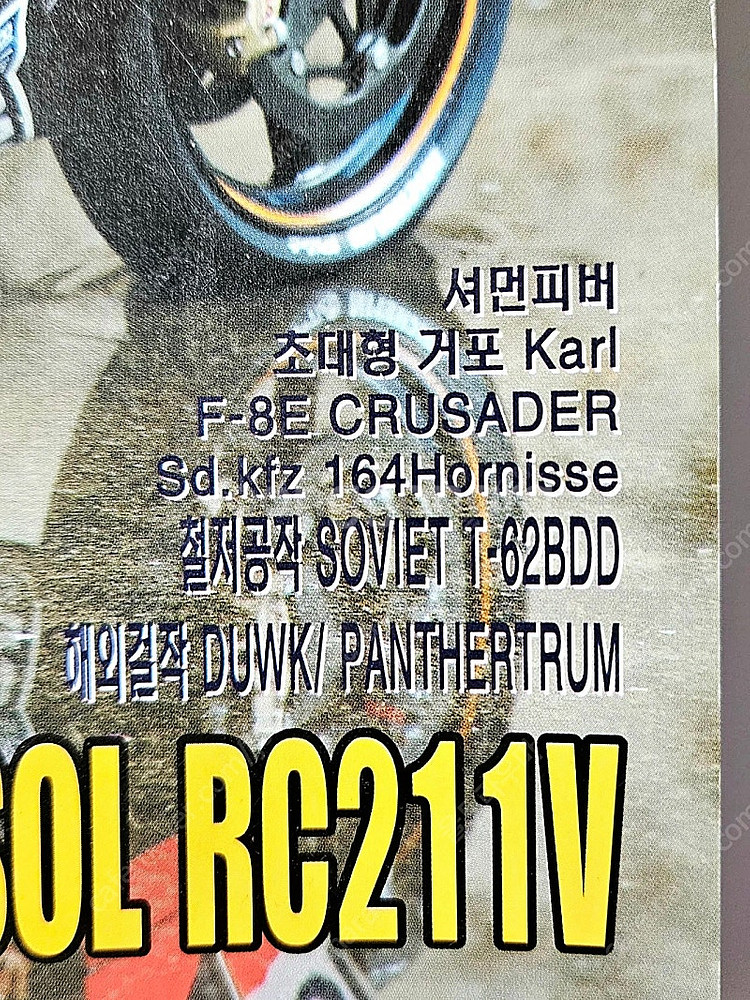 셔먼피버
초대형 거포 Karl
F-8E CRUSADER
Sd.kfz 164Hornisse
철저공작 SOVIET T-62BDD
해외걸작 DUWK/ PANTHERTRUM
SOL RC211V